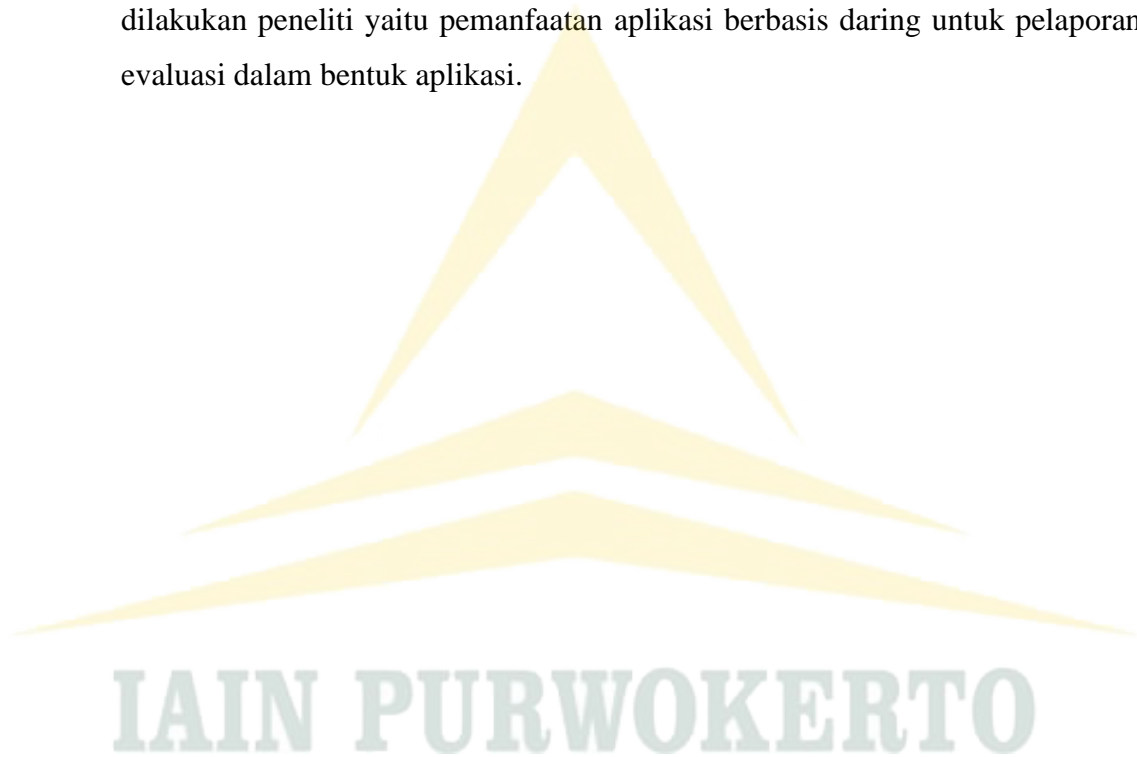 dilakukan peneliti yaitu pemanfaatan aplikasi berbasis daring untuk pelaporan
evaluasi dalam bentuk aplikasi.
IAIN PURWOKERTO